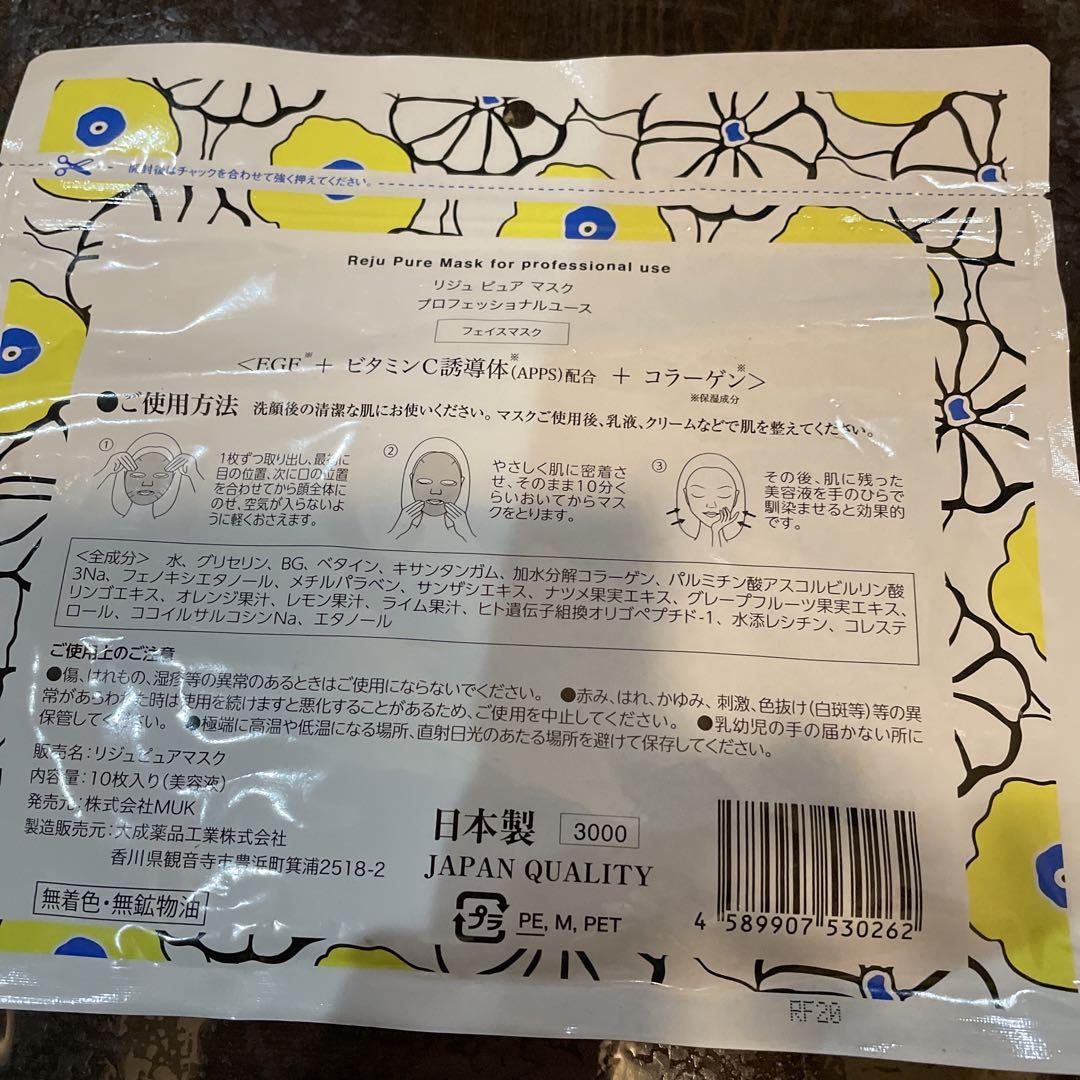 開封後はチャックを合わせて強く押えてください。
Reju Pure Mask for professional use
リジュ ピュア マスク
プロフェッショナルユース
フェイスマスク
<EGF※ + ビタミンC誘導体※(APPS)配合 + コラーゲン※>
※保湿成分
●ご使用方法 洗顔後の清潔な肌にお使いください。マスクご使用後、乳液、クリームなどで肌を整えてください。
①
1枚ずつ取り出し、最初に
目の位置、次に口の位置
を合わせてから顔全体に
のせ、空気が入らないよ
うに軽くおさえます。
②
やさしく肌に密着さ
せ、そのまま10分く
らいおいてからマス
クをとります。
③
その後、肌に残った
美容液を手のひらで
馴染ませると効果的
です。
<全成分> 水、グリセリン、BG、ベタイン、キサンタンガム、加水分解コラーゲン、パルミチン酸アスコルビルリン酸
3Na、フェノキシエタノール、メチルパラベン、サンザシエキス、ナツメ果実エキス、グレープフルーツ果実エキス、
リンゴエキス、オレンジ果汁、レモン果汁、ライム果汁、ヒト遺伝子組換オリゴペプチド-1、水添レシチン、コレステ
ロール、ココイルサルコシンNa、エタノール
ご使用上のご注意
●傷、はれもの、湿疹等の異常のあるときはご使用にならないでください。 ●赤み、はれ、かゆみ、刺激、色抜け(白斑等)等の異
常があらわれた時は使用を続けますと悪化することがあるため、ご使用を中止してください。 ●乳幼児の手の届かない所に
保管してください。 ●極端に高温や低温になる場所、直射日光のあたる場所を避けて保存してください。
販売名:リジュピュアマスク
内容量:10枚入り(美容液)
発売元:株式会社MUK
製造販売元:大成薬品工業株式会社
香川県観音寺市豊浜町箕浦2518-2
無着色・無鉱物油
日本製 3000
JAPAN QUALITY
プラ PE, M, PET
4 589907 530262
RF20